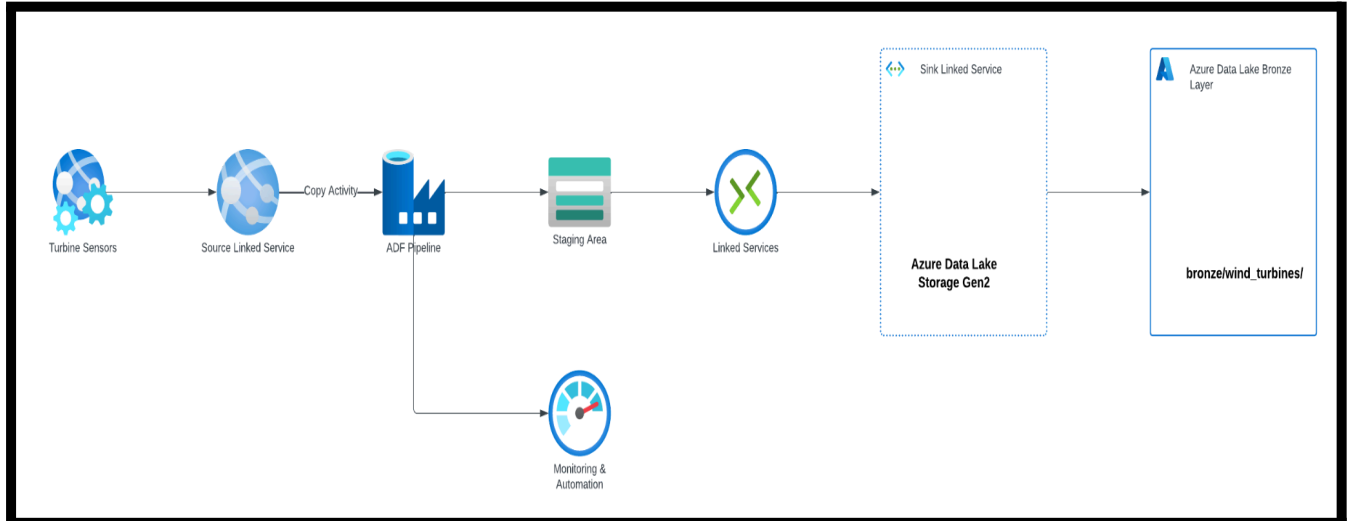 Turbine Sensors
Source Linked Service
Copy Activity
ADF Pipeline
Staging Area
Linked Services
Sink Linked Service
Azure Data Lake
Storage Gen2
Azure Data Lake Bronze
Layer
bronze/wind_turbines/
Monitoring &
Automation